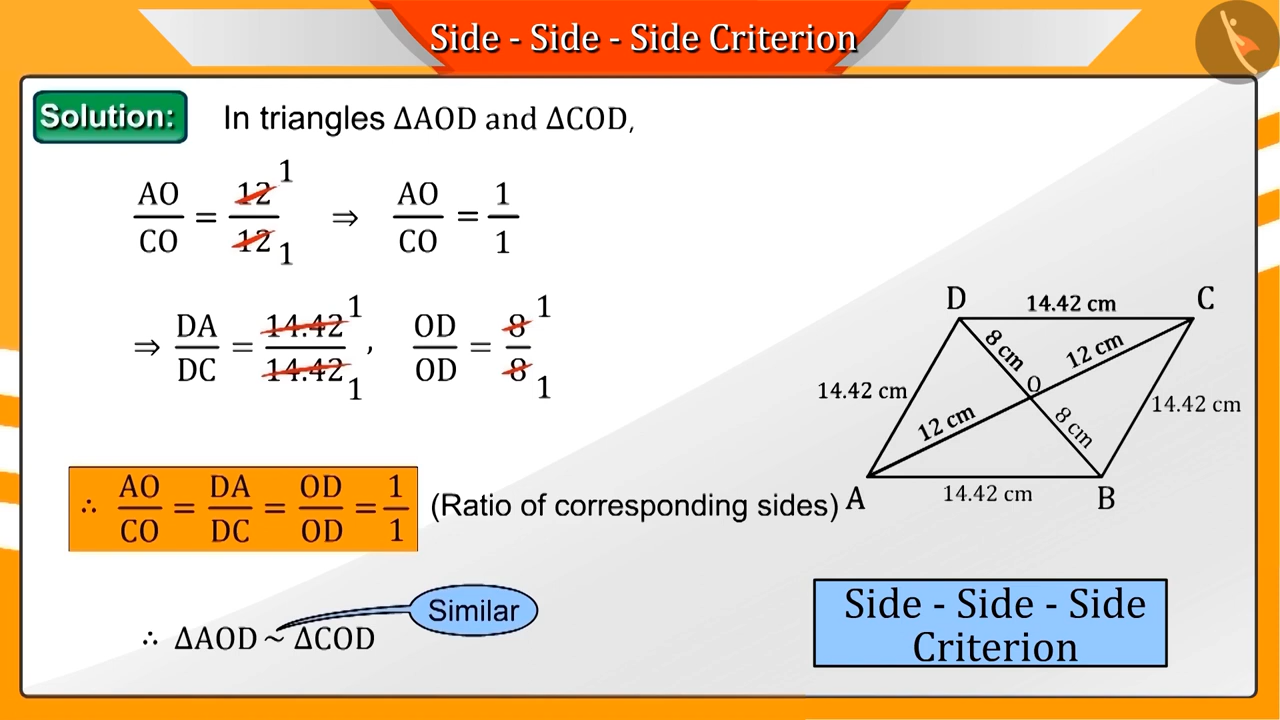 Side - Side - Side Criterion
Solution: In triangles ΔAOD and ΔCOD,
AO/CO = 12/12 1/1 ⇒ AO/CO = 1/1
⇒ DA/DC = 14.42/14.42 1/1, OD/OD = 8/8 1/1
∴ AO/CO = DA/DC = OD/OD = 1/1 (Ratio of corresponding sides)
∴ ΔAOD ~ ΔCOD
Similar
D 14.42 cm C
8 cm 12 cm
O
14.42 cm 14.42 cm
12 cm 8 cm
A 14.42 cm B
Side - Side - Side
Criterion